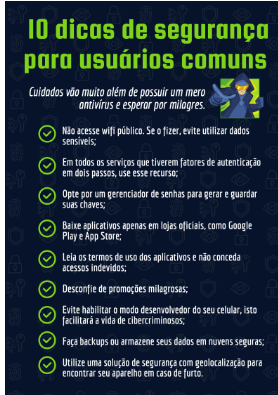 10 dicas de segurança
para usuários comuns
Cuidados vão muito além de possuir um mero
antivírus e esperar por milagres.
Não acesse wifi público. Se o fizer, evite utilizar dados
sensíveis;
Em todos os serviços que tiverem fatores de autenticação
em dois passos, use esse recurso;
Opte por um gerenciador de senhas para gerar e guardar
suas chaves;
Baixe aplicativos apenas em lojas oficiais, como Google
Play e App Store;
Leia os termos de uso dos aplicativos e não conceda
acessos indevidos;
Desconfie de promoções milagrosas;
Evite habilitar o modo desenvolvedor do seu celular, isto
facilitará a vida de cibercriminosos;
Faça backups ou armazene seus dados em nuvens seguras;
Utilize uma solução de segurança com geolocalização para
encontrar seu aparelho em caso de furto.